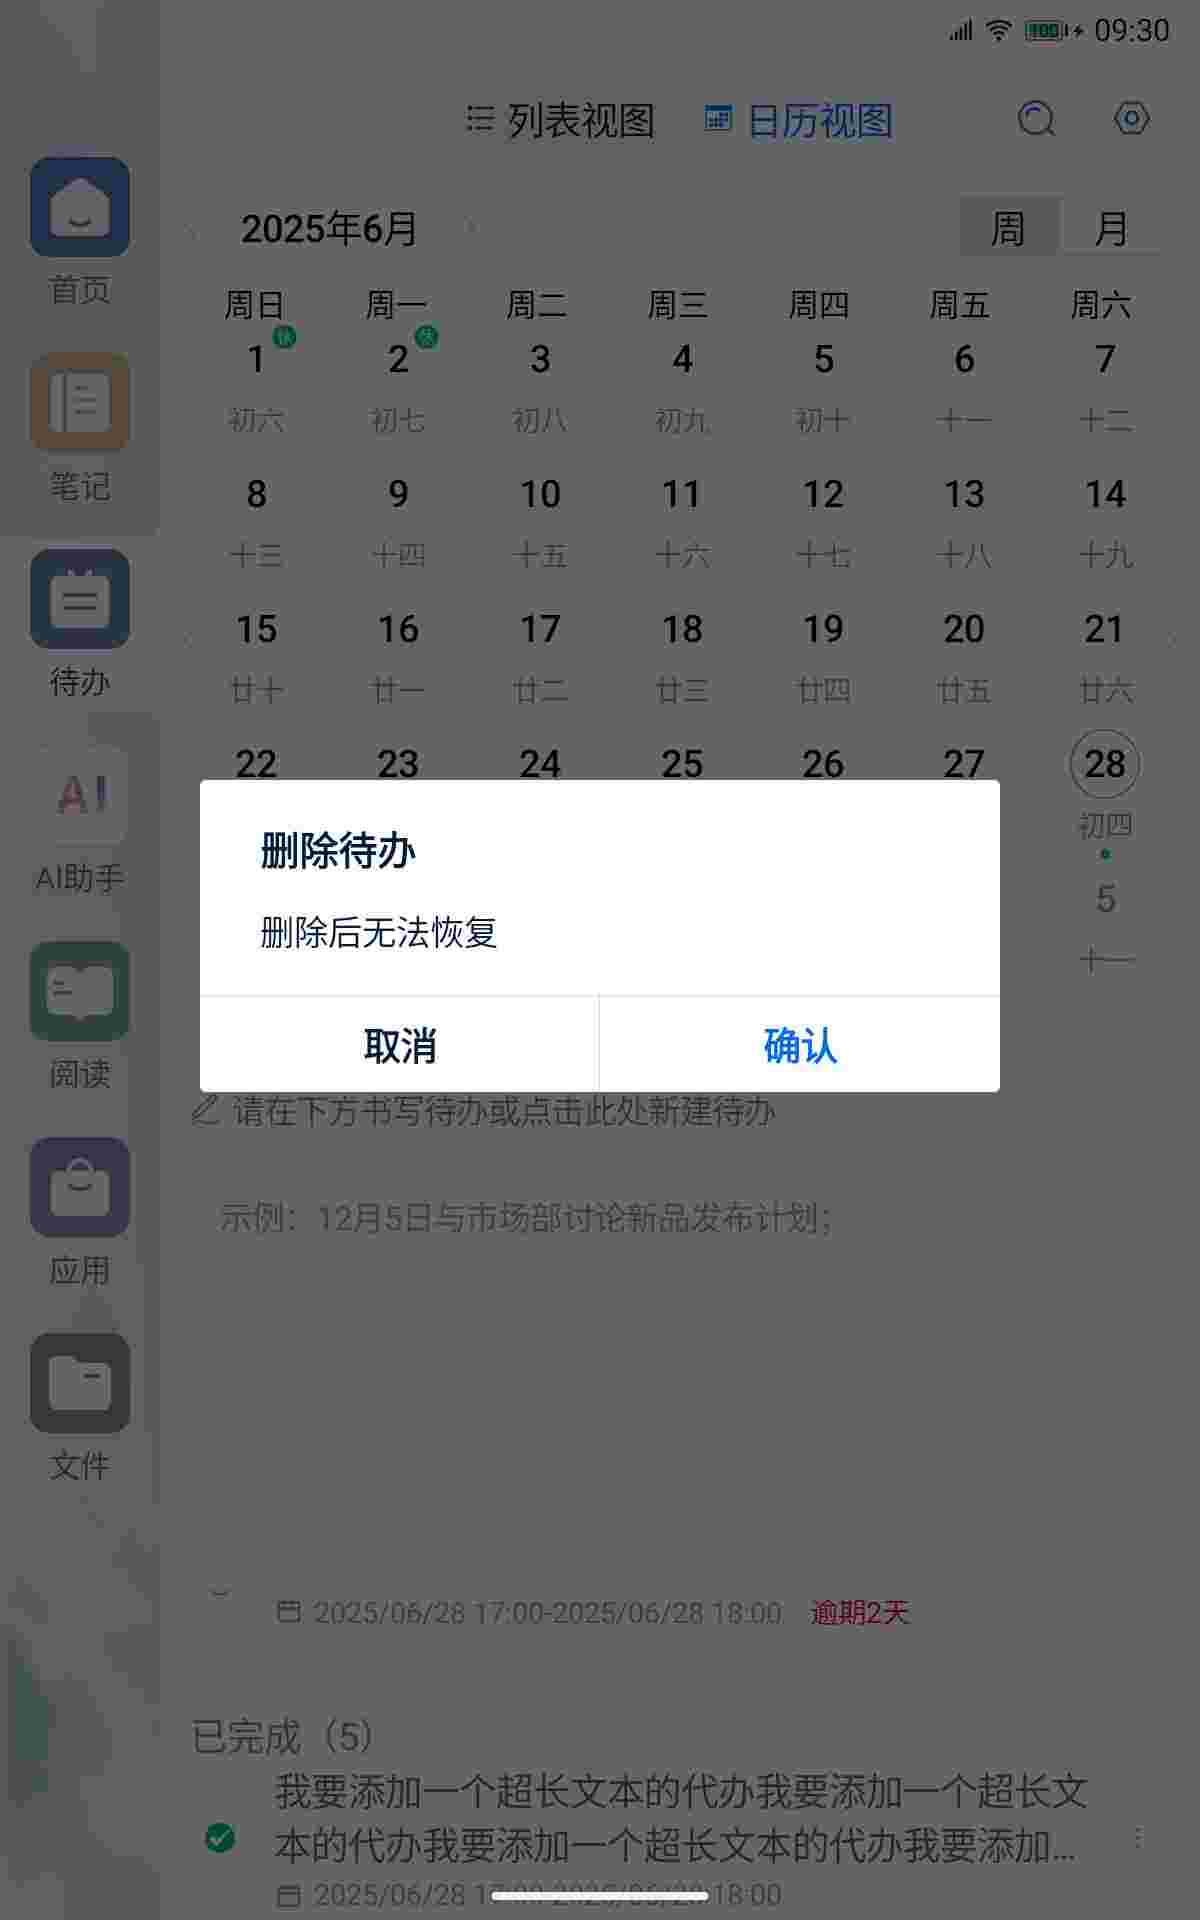 100 09:30
列表视图 日历视图
2025年6月 周 月
周日 周一 周二 周三 周四 周五 周六
休 休
1 2 3 4 5 6 7
初六 初七 初八 初九 初十 十一 十二
8 9 10 11 12 13 14
十三 十四 十五 十六 十七 十八 十九
15 16 17 18 19 20 21
廿十 廿一 廿二 廿三 廿四 廿五 廿六
22 23 24 25 26 27 28
初四
5
十一
删除待办
删除后无法恢复
取消 确认
请在下方书写待办或点击此处新建待办
示例：12月5日与市场部讨论新品发布计划；
2025/06/28 17:00-2025/06/28 18:00 逾期2天
已完成（5）
我要添加一个超长文本的代办我要添加一个超长文
本的代办我要添加一个超长文本的代办我要添加...
2025/06/28 17:00-2025/06/28 18:00
首页
笔记
待办
AI
AI助手
阅读
应用
文件